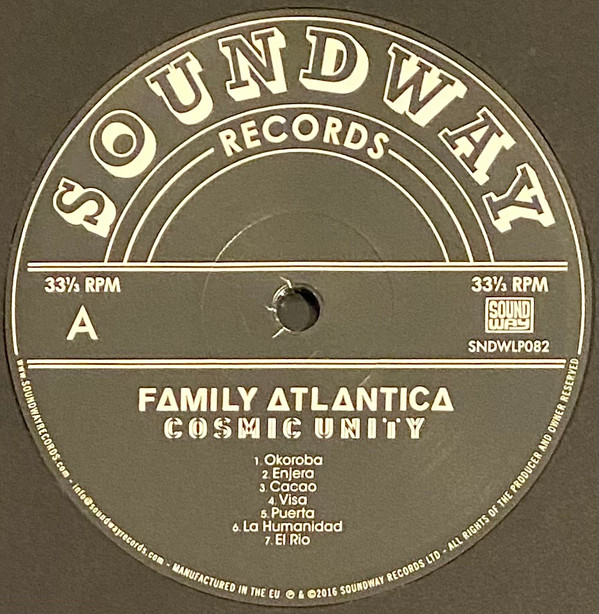 SOUNDWAY
RECORDS
33⅓ RPM
A
33⅓ RPM
SOUND
WAY
SNDWLP082
FAMILY ATLANTICA
COSMIC UNITY
1. Okoroba
2. Enjera
3. Cacao
4. Visa
5. Puerta
6. La Humanidad
7. El Rio
www.SOUNDWAYRECORDS.com - info@soundwayrecords.com - MANUFACTURED IN THE EU ℗ & ©2016 SOUNDWAY RECORDS LTD - ALL RIGHTS OF THE PRODUCER AND OWNER RESERVED